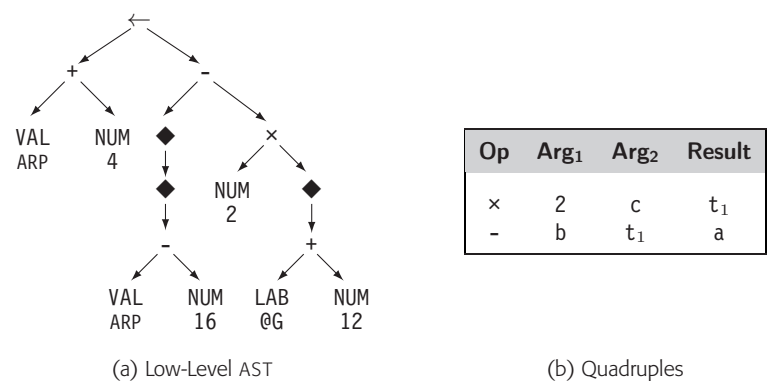 ←
+ -
VAL NUM ◆ ×
ARP 4
◆ NUM ◆
2
- +
VAL NUM LAB NUM
ARP 16 @G 12
(a) Low-Level AST
Op Arg₁ Arg₂ Result
× 2 c t₁
- b t₁ a
(b) Quadruples